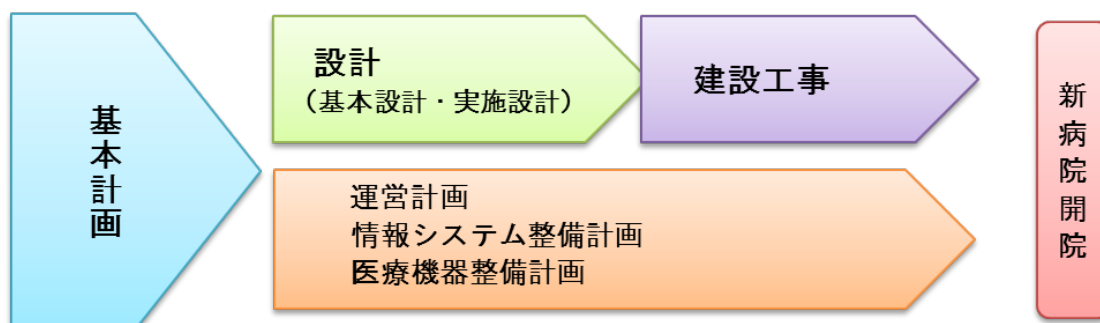 基本計画
設計
（基本設計・実施設計）
建設工事
運営計画
情報システム整備計画
医療機器整備計画
新病院開院